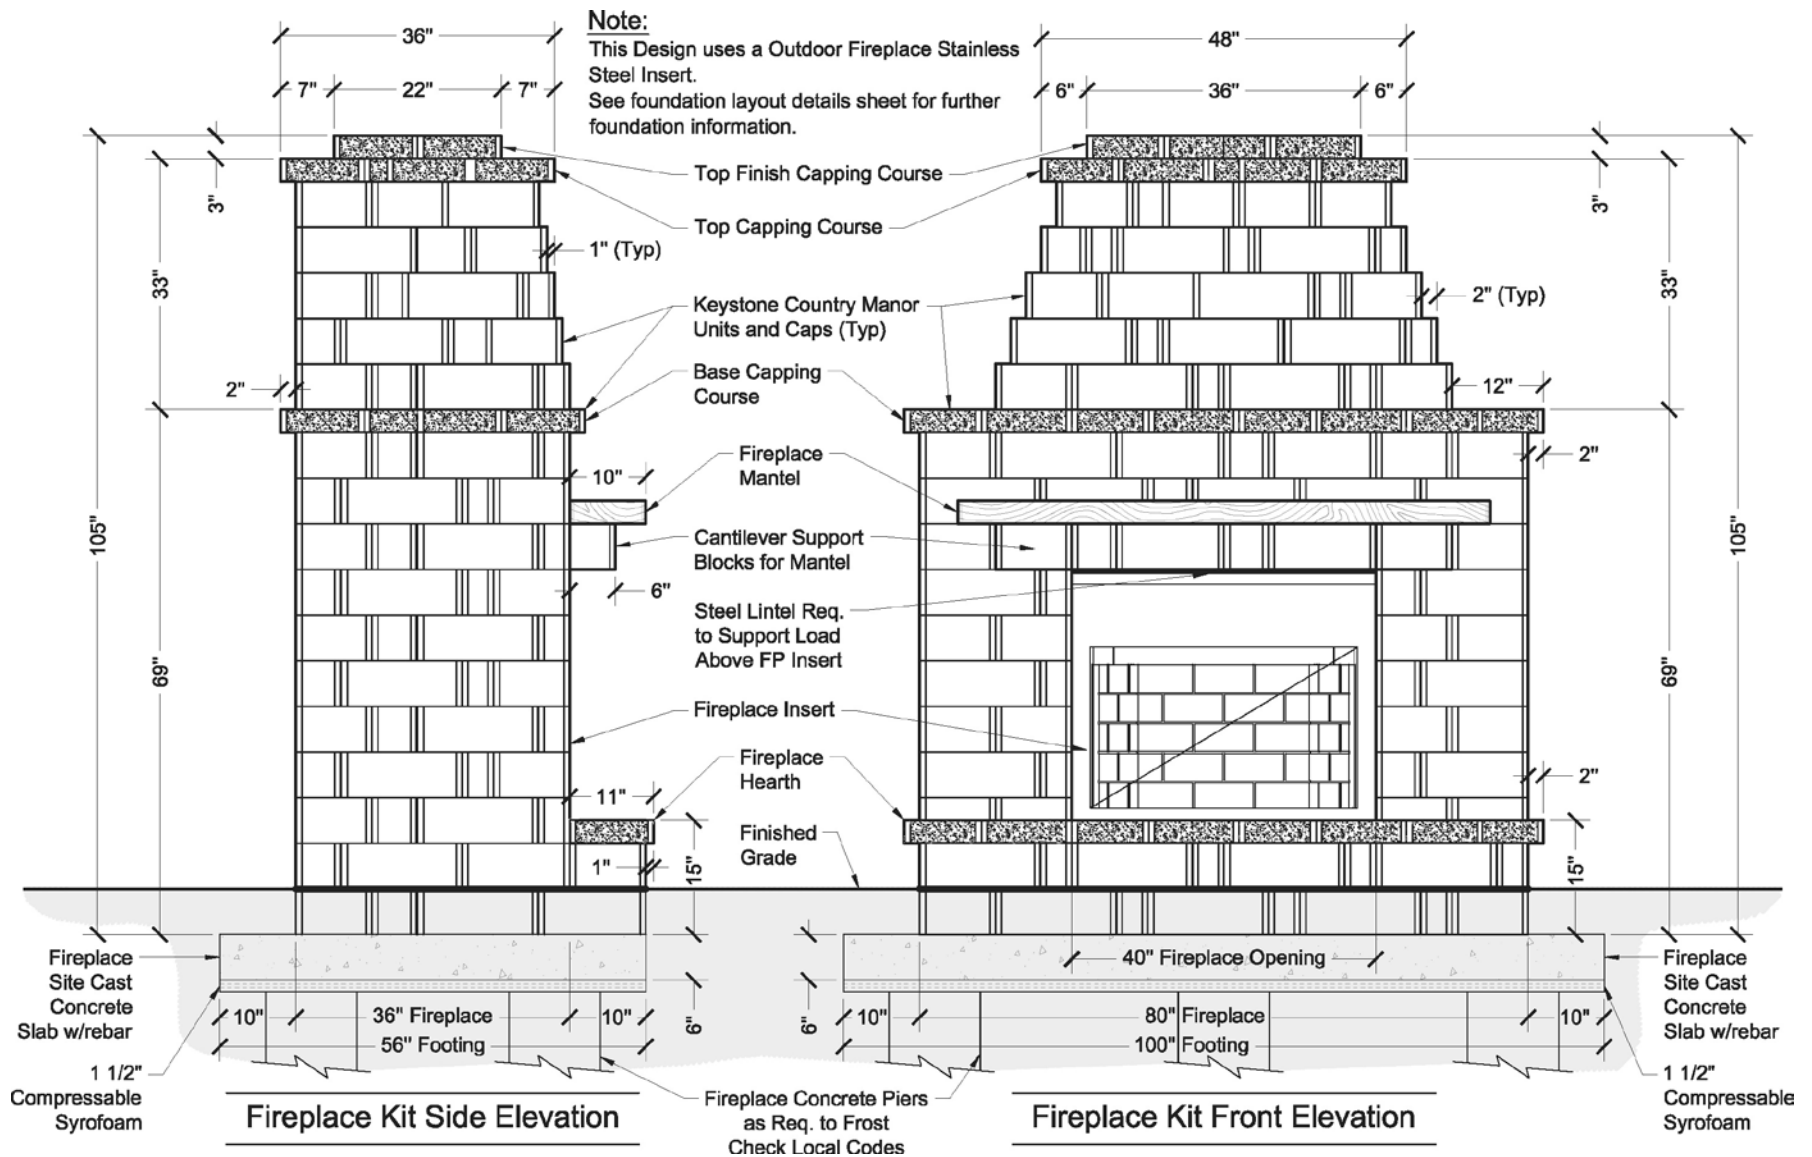 Note:
This Design uses a Outdoor Fireplace Stainless
Steel Insert.
See foundation layout details sheet for further
foundation information.
36"
7"
22"
7"
48"
6"
36"
6"
Top Finish Capping Course
Top Capping Course
Keystone Country Manor
Units and Caps (Typ)
Base Capping
Course
Fireplace
Mantel
Cantilever Support
Blocks for Mantel
Steel Lintel Req.
to Support Load
Above FP Insert
Fireplace Insert
Fireplace
Hearth
Finished
Grade
105"
33"
3"
69"
2"
1" (Typ)
10"
6"
11"
1"
15"
6"
3"
33"
105"
2" (Typ)
12"
2"
69"
2"
15"
6"
40" Fireplace Opening
Fireplace
Site Cast
Concrete
Slab w/rebar
1 1/2"
Compressable
Syrofoam
10"
36" Fireplace
10"
56" Footing
10"
80" Fireplace
10"
100" Footing
Fireplace
Site Cast
Concrete
Slab w/rebar
1 1/2"
Compressable
Syrofoam
Fireplace Concrete Piers
as Req. to Frost
Check Local Codes
Fireplace Kit Side Elevation
Fireplace Kit Front Elevation